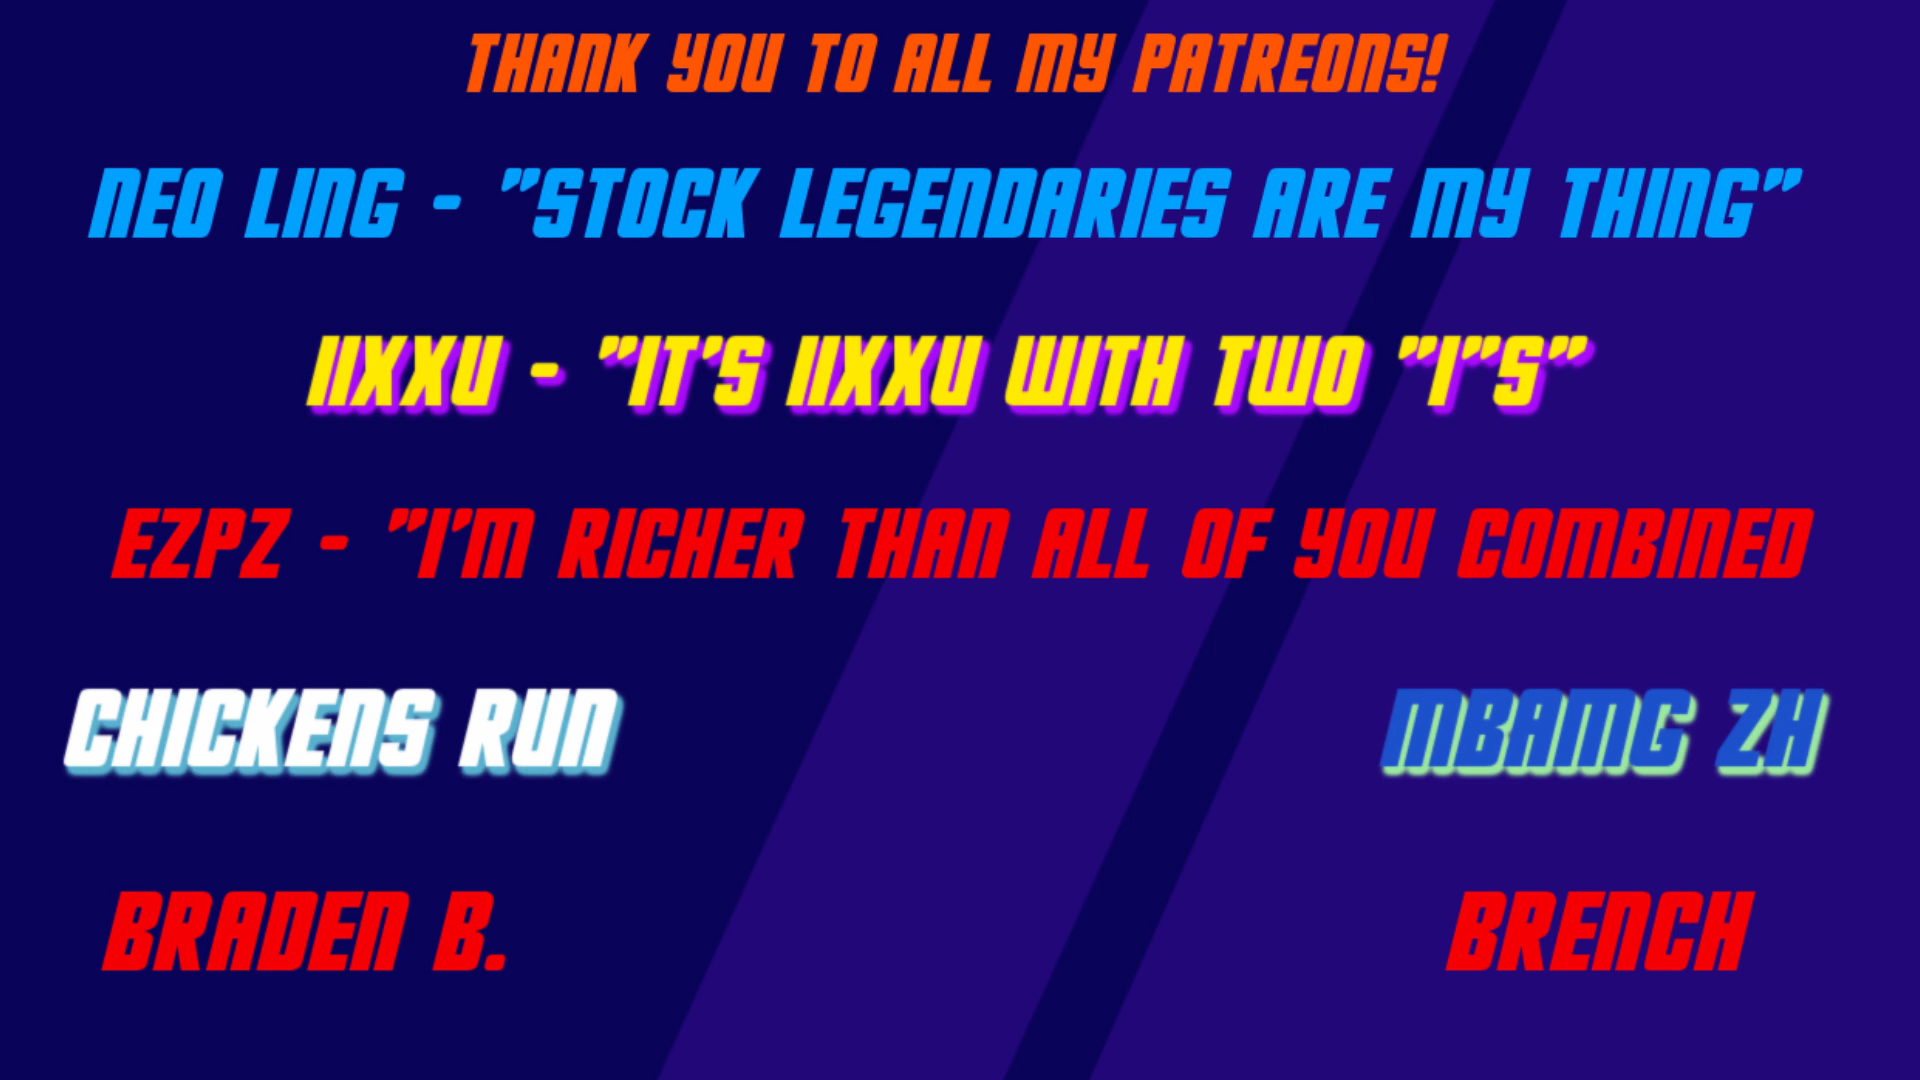 THANK YOU TO ALL MY PATREONS!
NEO LING - "STOCK LEGENDARIES ARE MY THING"
IIXXU - "IT'S IIXXU WITH TWO "I"'S"
EZPZ - "I'M RICHER THAN ALL OF YOU COMBINED
CHICKENS RUN
MBAMG ZH
BRADEN B.
BRENCH